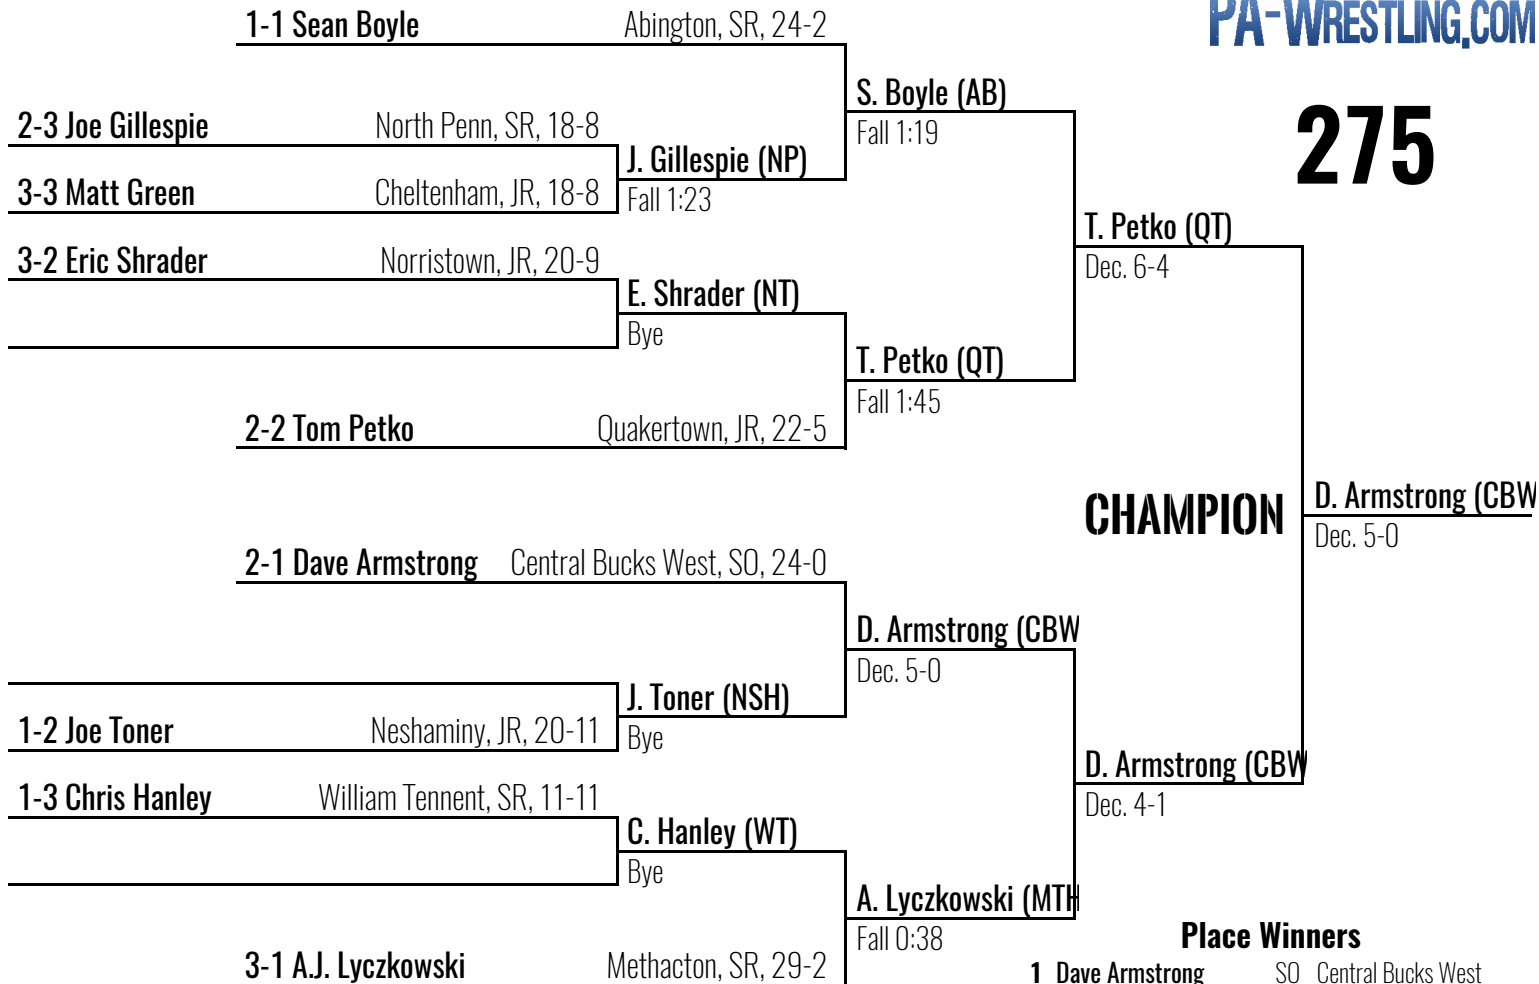 PA-WRESTLING.COM
275
1-1 Sean Boyle Abington, SR, 24-2
S. Boyle (AB)
Fall 1:19
2-3 Joe Gillespie North Penn, SR, 18-8
J. Gillespie (NP)
Fall 1:23
3-3 Matt Green Cheltenham, JR, 18-8
T. Petko (QT)
Dec. 6-4
3-2 Eric Shrader Norristown, JR, 20-9
E. Shrader (NT)
Bye
T. Petko (QT)
Fall 1:45
2-2 Tom Petko Quakertown, JR, 22-5
CHAMPION
D. Armstrong (CBW
Dec. 5-0
2-1 Dave Armstrong Central Bucks West, SO, 24-0
D. Armstrong (CBW
Dec. 5-0
J. Toner (NSH)
Bye
1-2 Joe Toner Neshaminy, JR, 20-11
D. Armstrong (CBW
Dec. 4-1
1-3 Chris Hanley William Tennent, SR, 11-11
C. Hanley (WT)
Bye
A. Lyczkowski (MTH
Fall 0:38
3-1 A.J. Lyczkowski Methacton, SR, 29-2
Place Winners
1 Dave Armstrong SO Central Bucks West